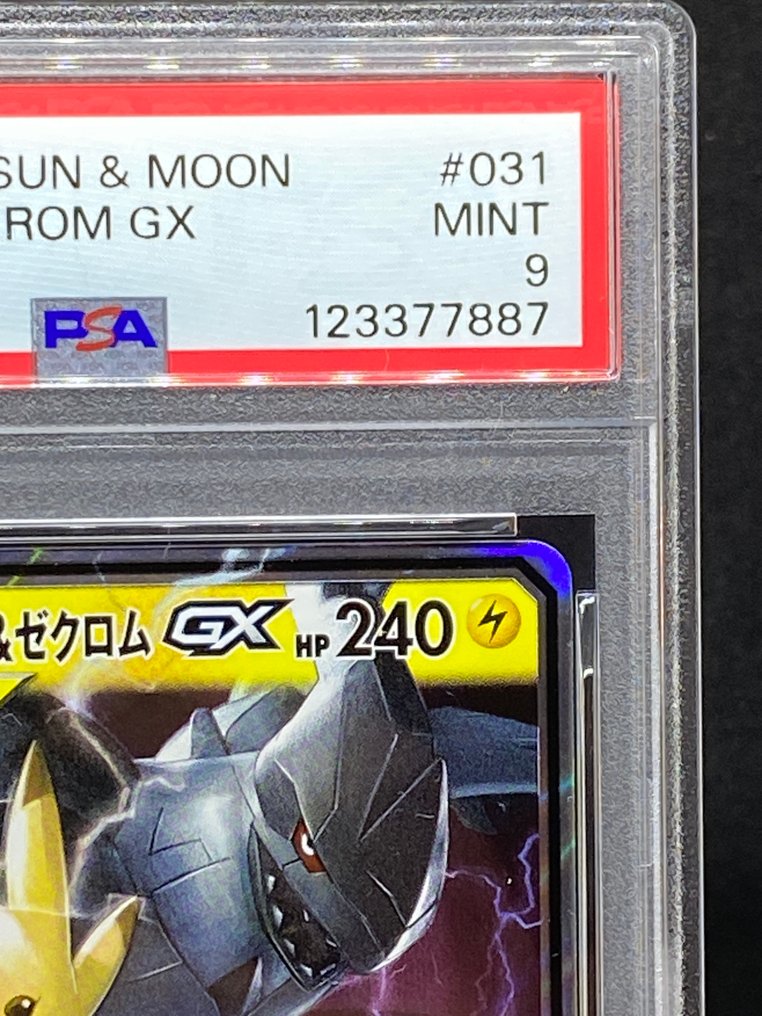 SUN & MOON #031
ROM GX MINT
9
PSA 123377887
&ゼクロム GX HP 240